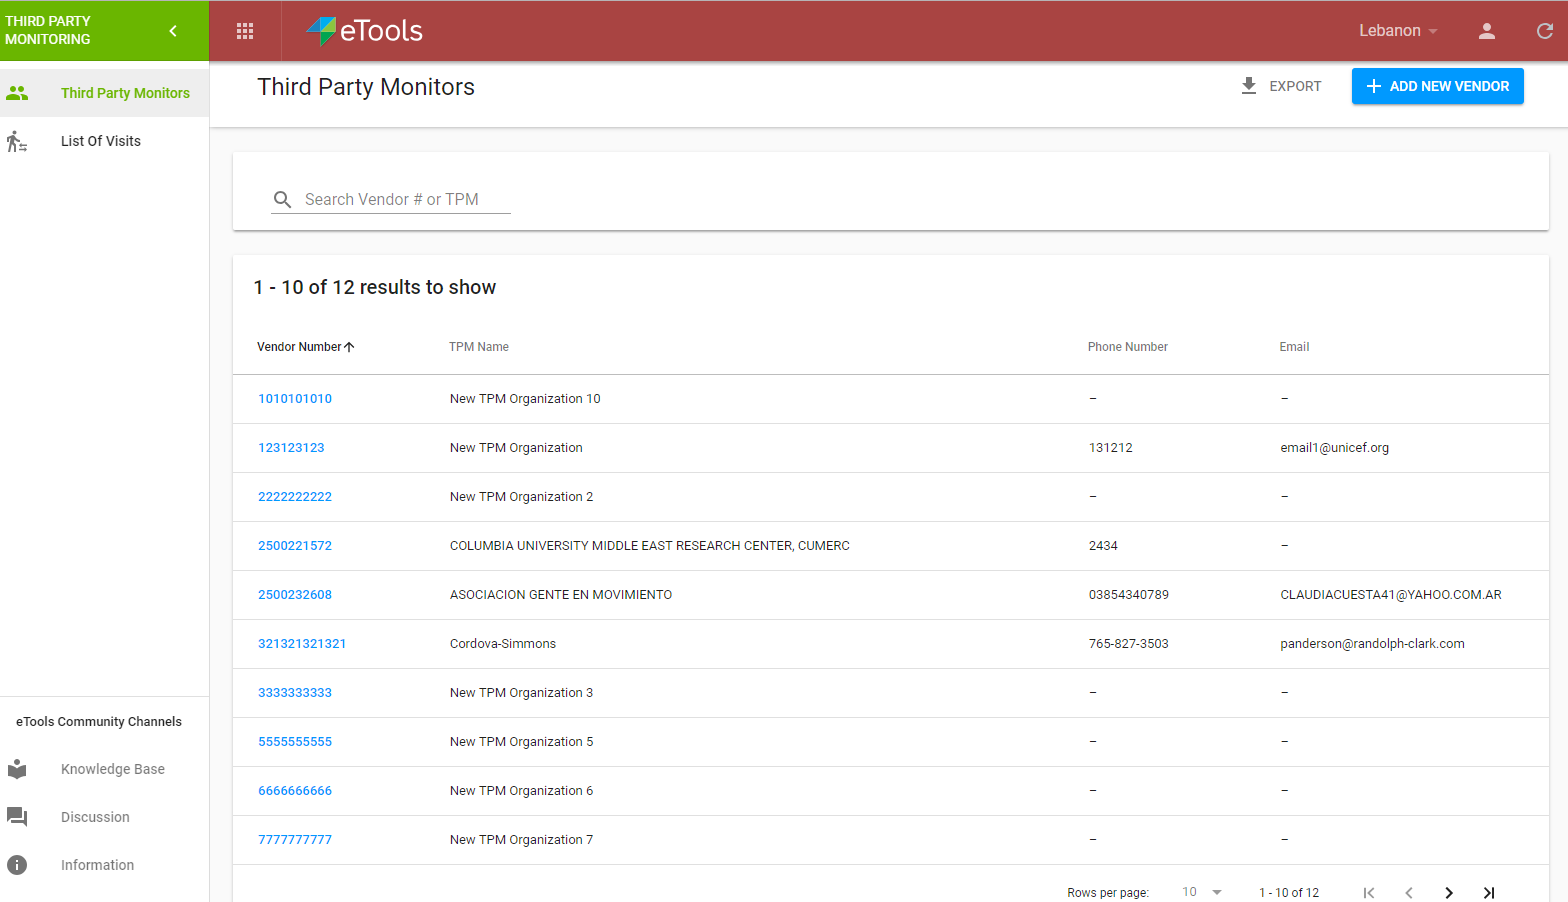 THIRD PARTY
MONITORING
eTools
Lebanon
Third Party Monitors
List Of Visits
Third Party Monitors
EXPORT
ADD NEW VENDOR
Search Vendor # or TPM
1 - 10 of 12 results to show
Vendor Number TPM Name Phone Number Email
1010101010 New TPM Organization 10 – –
123123123 New TPM Organization 131212 email1@unicef.org
2222222222 New TPM Organization 2 – –
2500221572 COLUMBIA UNIVERSITY MIDDLE EAST RESEARCH CENTER, CUMERC 2434 –
2500232608 ASOCIACION GENTE EN MOVIMIENTO 03854340789 CLAUDIACUESTA41@YAHOO.COM.AR
321321321321 Cordova-Simmons 765-827-3503 panderson@randolph-clark.com
3333333333 New TPM Organization 3 – –
5555555555 New TPM Organization 5 – –
6666666666 New TPM Organization 6 – –
7777777777 New TPM Organization 7 – –
Rows per page: 10 1 - 10 of 12
eTools Community Channels
Knowledge Base
Discussion
Information